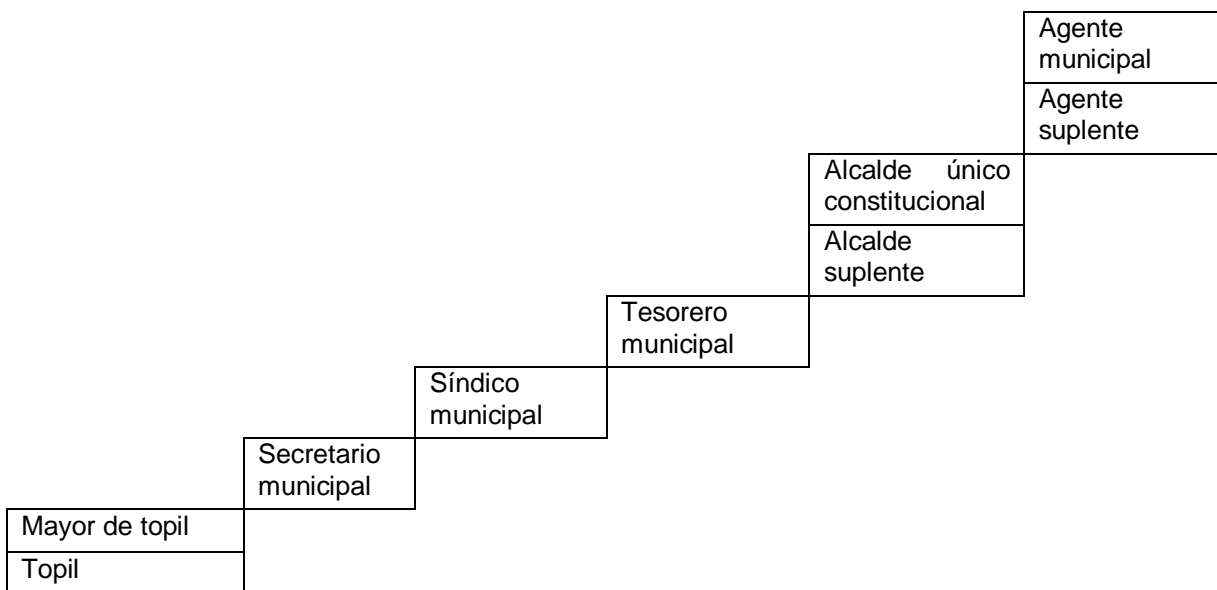 Agente
municipal
Agente
suplente
Alcalde único
constitucional
Alcalde
suplente
Tesorero
municipal
Síndico
municipal
Secretario
municipal
Mayor de topil
Topil